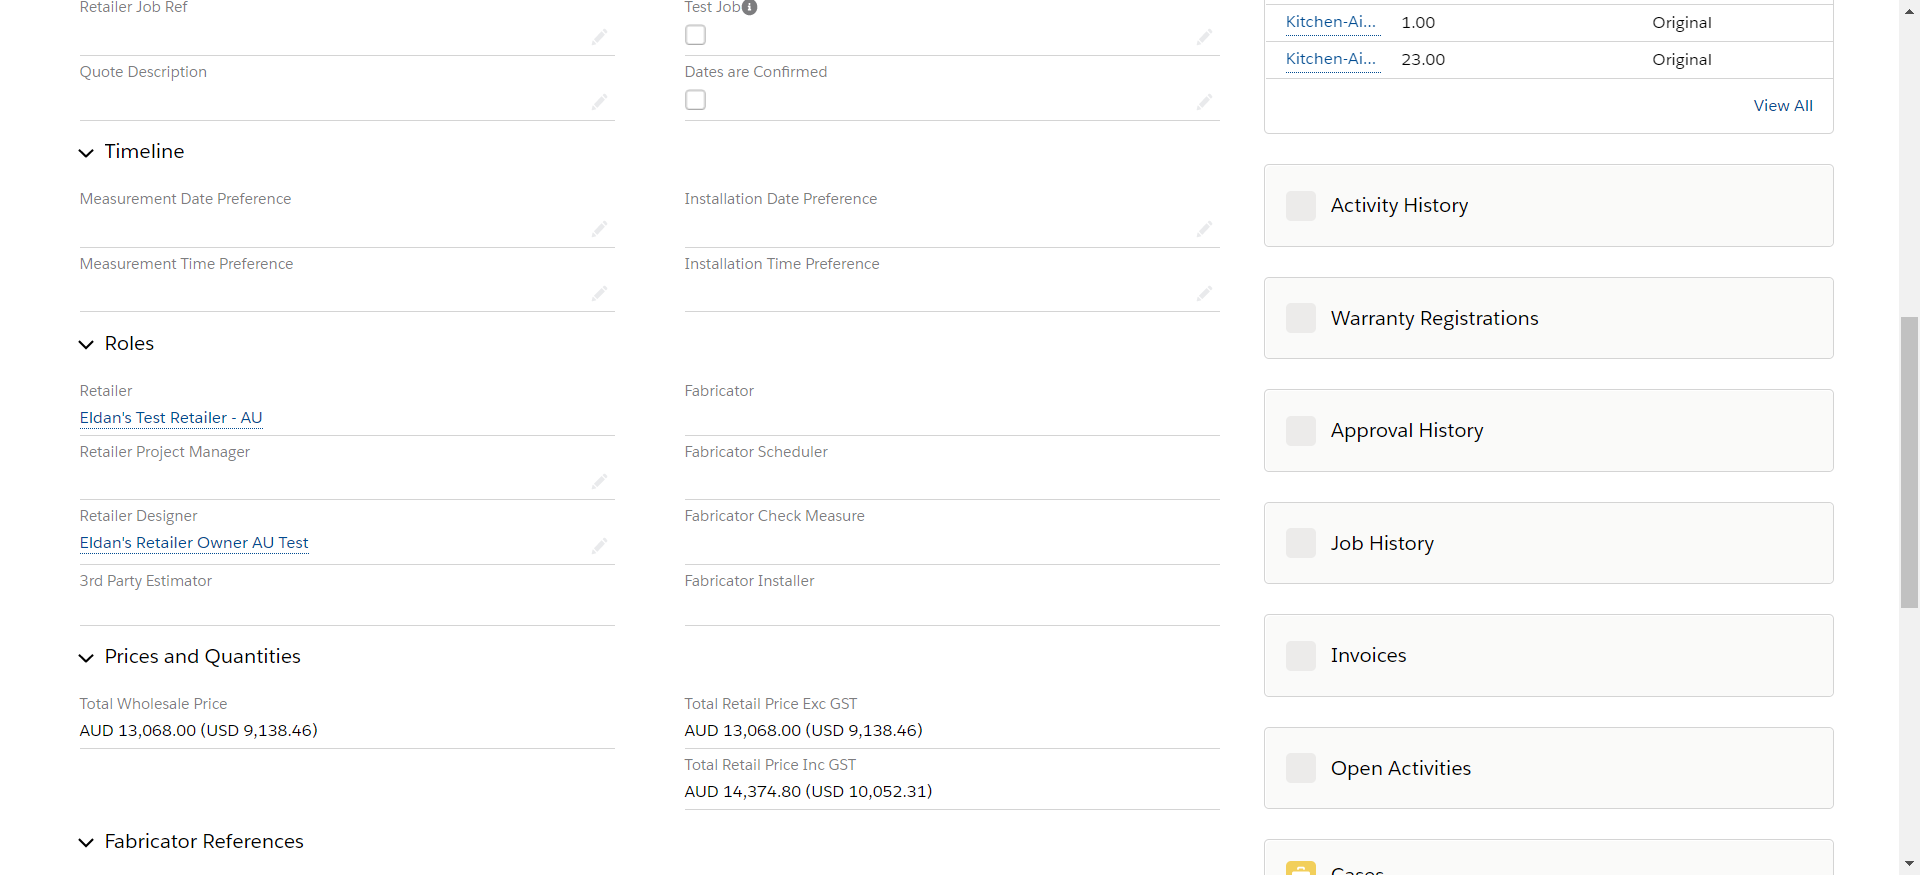 Retailer Job Ref
Test Job
Quote Description
Dates are Confirmed
Timeline
Measurement Date Preference
Installation Date Preference
Measurement Time Preference
Installation Time Preference
Roles
Retailer
Eldan's Test Retailer - AU
Fabricator
Retailer Project Manager
Fabricator Scheduler
Retailer Designer
Eldan's Retailer Owner AU Test
Fabricator Check Measure
3rd Party Estimator
Fabricator Installer
Prices and Quantities
Total Wholesale Price
AUD 13,068.00 (USD 9,138.46)
Total Retail Price Exc GST
AUD 13,068.00 (USD 9,138.46)
Total Retail Price Inc GST
AUD 14,374.80 (USD 10,052.31)
Fabricator References
Kitchen-Ai... 1.00 Original
Kitchen-Ai... 23.00 Original
View All
Activity History
Warranty Registrations
Approval History
Job History
Invoices
Open Activities
Cases